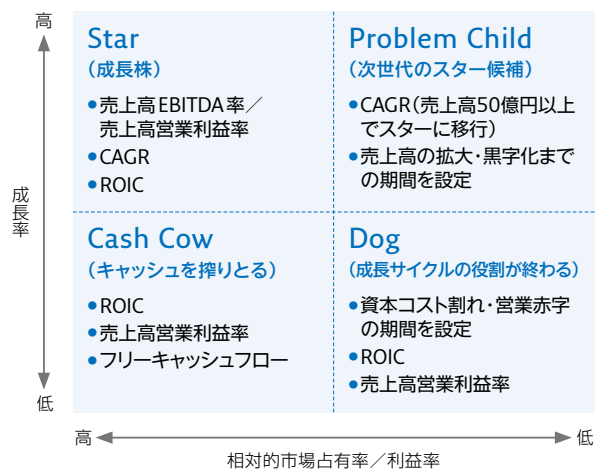 高
Star
（成長株）
●売上高EBITDA率／
売上高営業利益率
●CAGR
●ROIC
Problem Child
（次世代のスター候補）
●CAGR（売上高50億円以上
でスターに移行）
●売上高の拡大・黒字化まで
の期間を設定
成長率
Cash Cow
（キャッシュを搾りとる）
●ROIC
●売上高営業利益率
●フリーキャッシュフロー
Dog
（成長サイクルの役割が終わる）
●資本コスト割れ・営業赤字
の期間を設定
●ROIC
●売上高営業利益率
低
高
低
相対的市場占有率／利益率